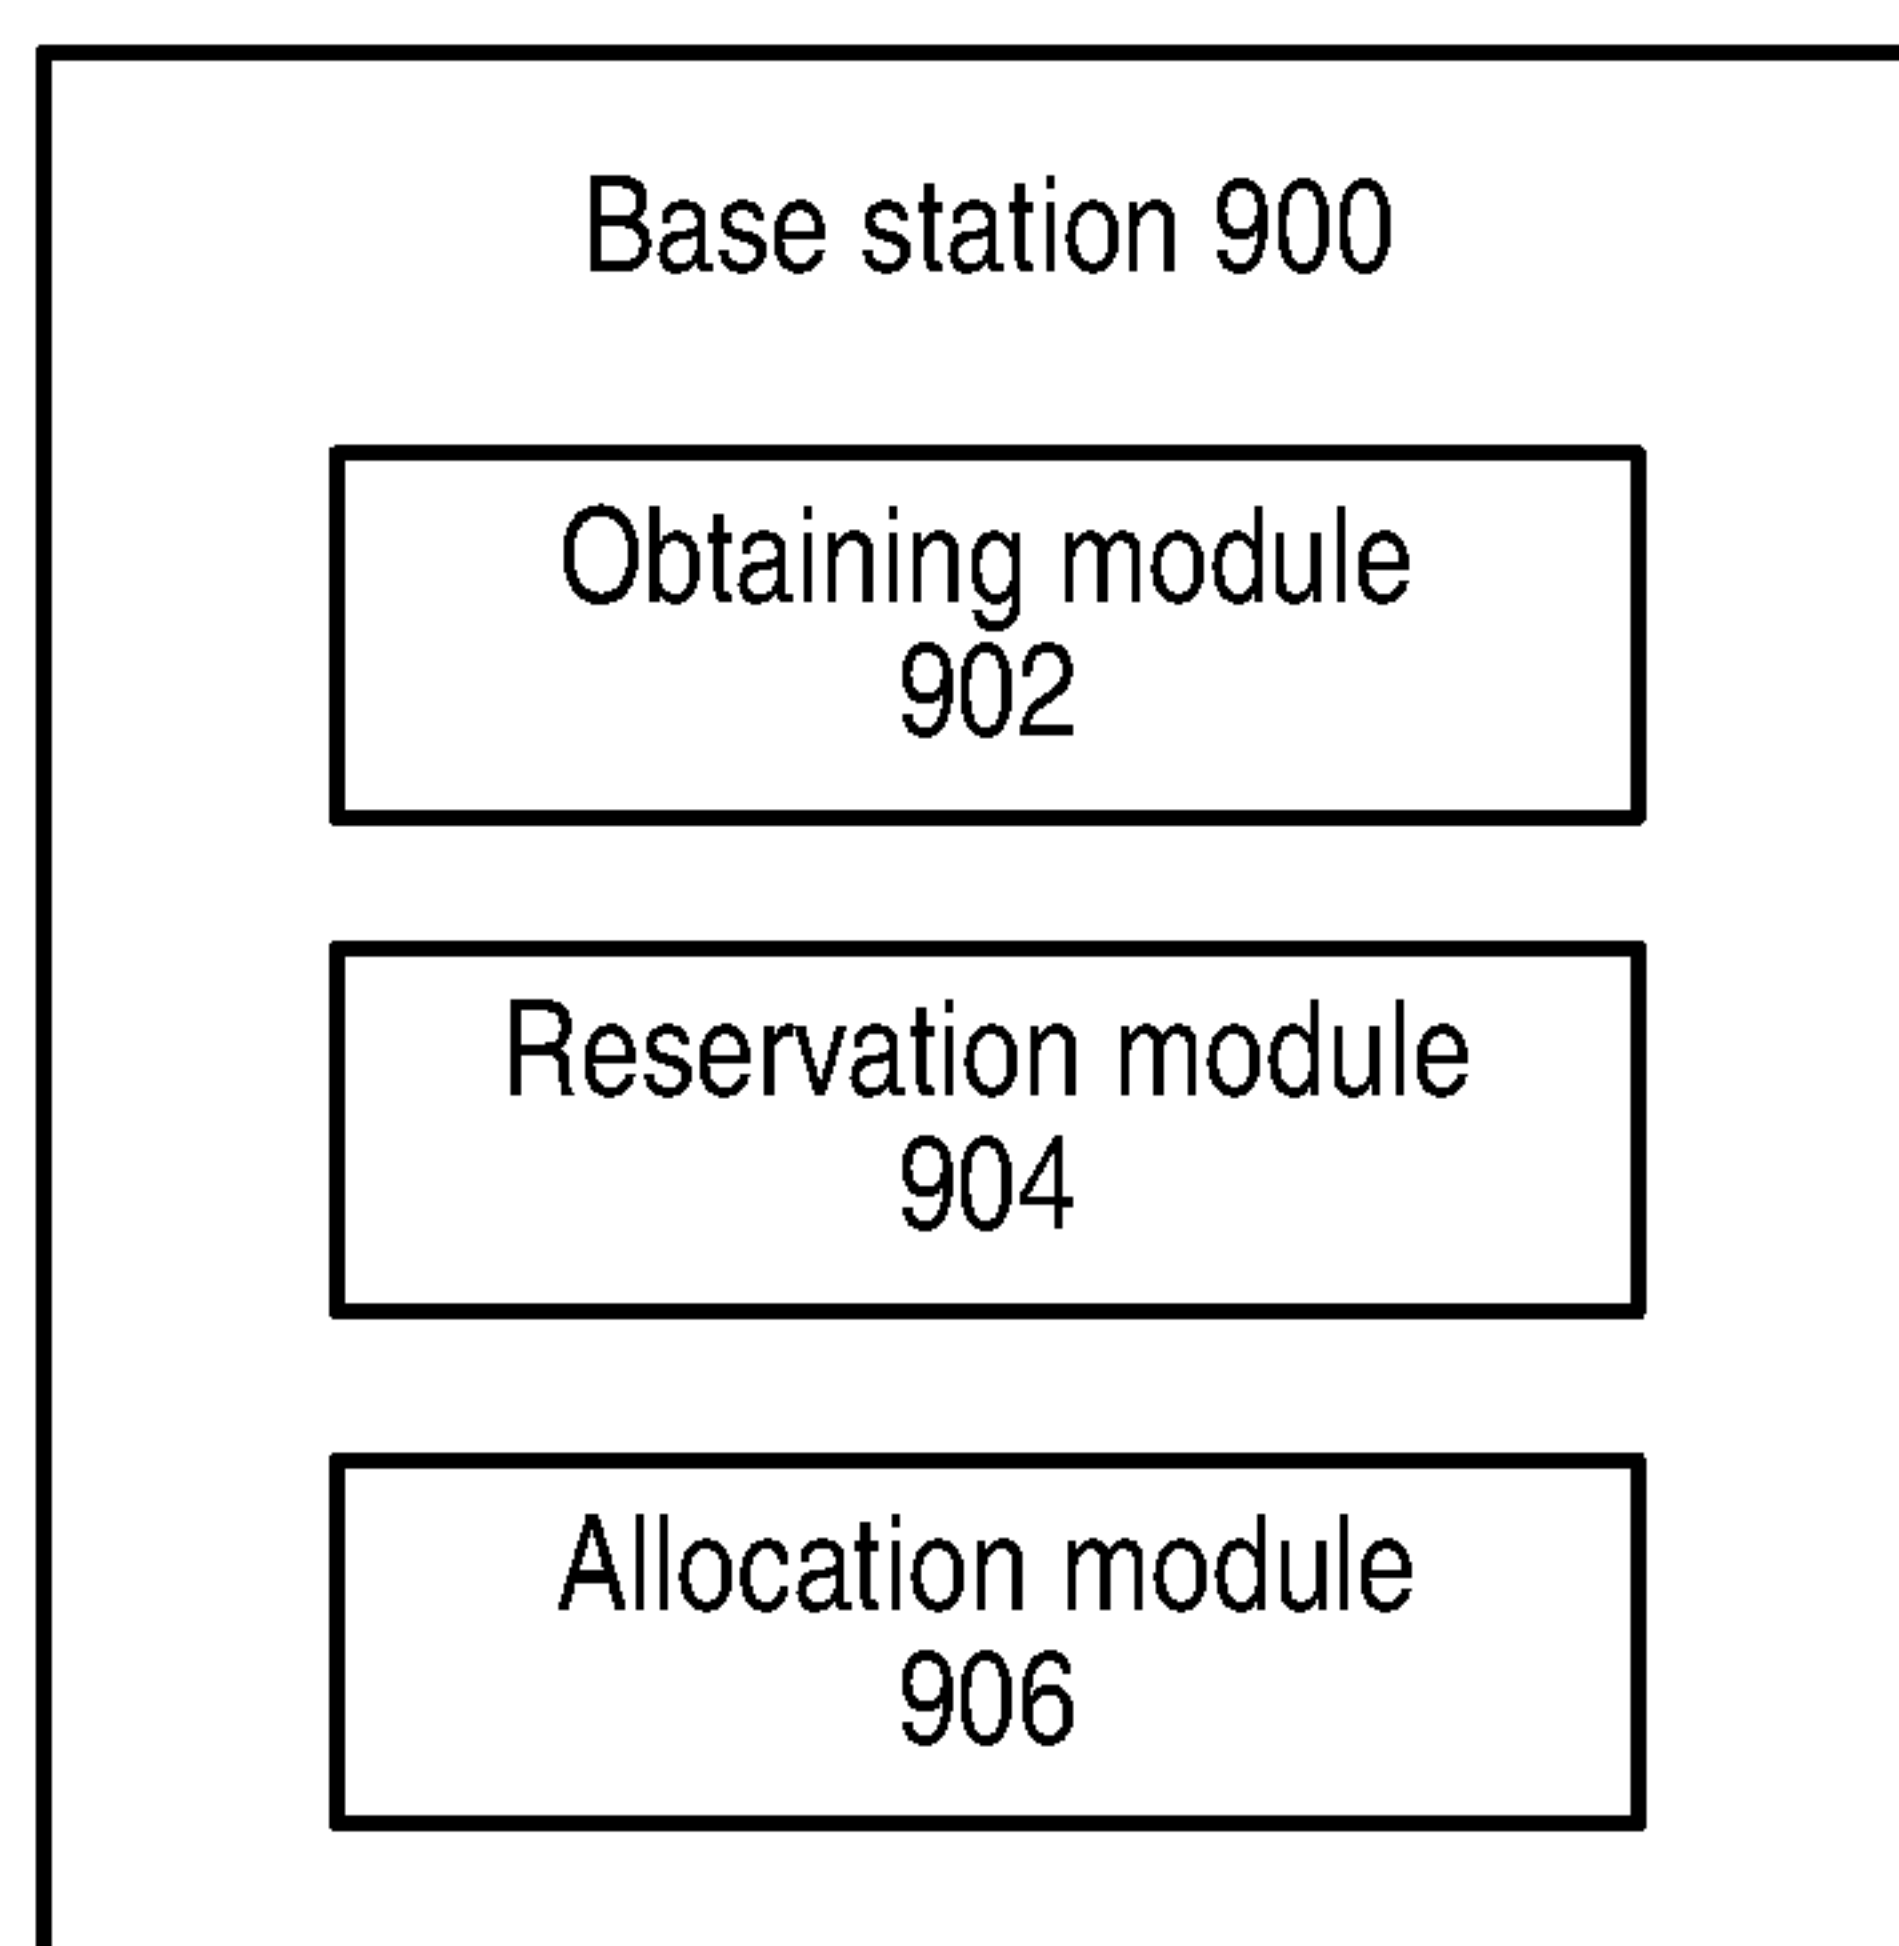 Base station 900
Obtaining module
902
Reservation module
904
Allocation module
906